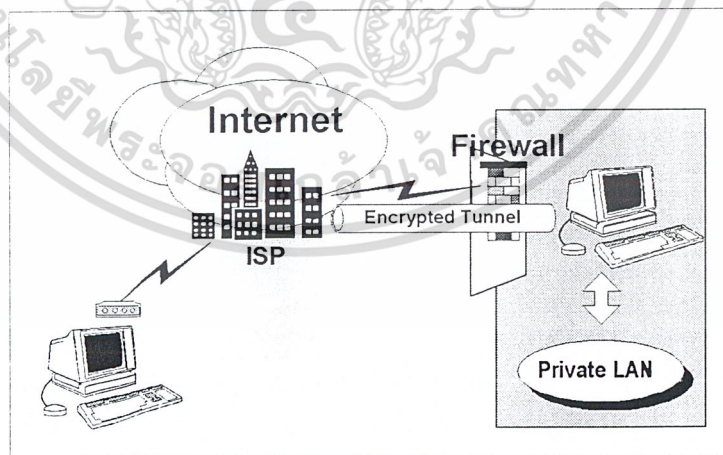 Internet
Firewall
Encrypted Tunnel
ISP
Private LAN